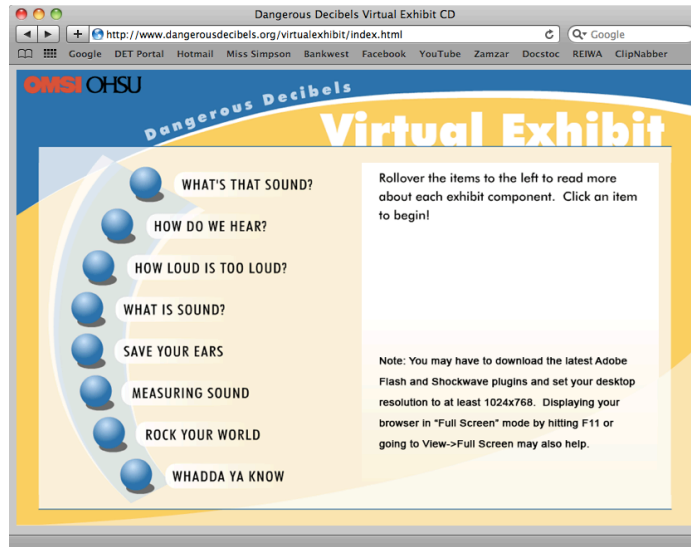 Dangerous Decibels Virtual Exhibit CD
http://www.dangerousdecibels.org/virtualexhibit/index.html
Google
Google DET Portal Hotmail Miss Simpson Bankwest Facebook YouTube Zamzar Docstoc REIWA ClipNabber
OMSI OHSU
Dangerous Decibels
Virtual Exhibit
WHAT'S THAT SOUND?
HOW DO WE HEAR?
HOW LOUD IS TOO LOUD?
WHAT IS SOUND?
SAVE YOUR EARS
MEASURING SOUND
ROCK YOUR WORLD
WHADDA YA KNOW
Rollover the items to the left to read more
about each exhibit component. Click an item
to begin!
Note: You may have to download the latest Adobe
Flash and Shockwave plugins and set your desktop
resolution to at least 1024x768. Displaying your
browser in "Full Screen" mode by hitting F11 or
going to View->Full Screen may also help.